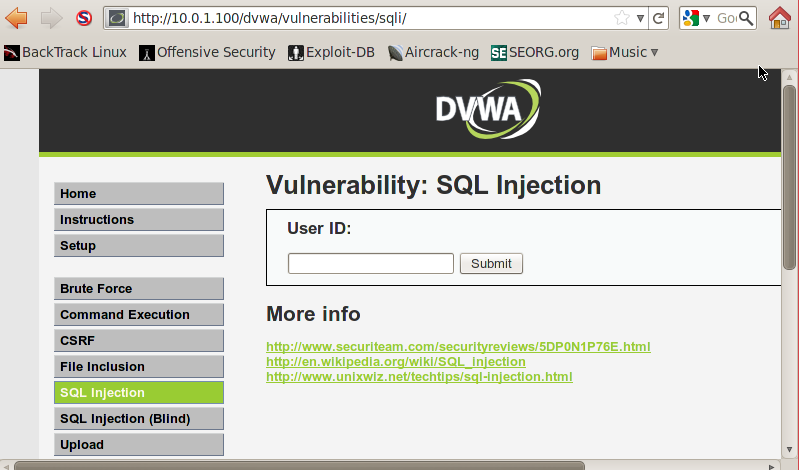 http://10.0.1.100/dvwa/vulnerabilities/sqli/
BackTrack Linux
Offensive Security
Exploit-DB
Aircrack-ng
SE SEORG.org
Music
DVWA
Home
Instructions
Setup
Brute Force
Command Execution
CSRF
File Inclusion
SQL Injection
SQL Injection (Blind)
Upload
Vulnerability: SQL Injection
User ID:
Submit
More info
http://www.securiteam.com/securityreviews/5DP0N1P76E.html
http://en.wikipedia.org/wiki/SQL_injection
http://www.unixwiz.net/techtips/sql-injection.html